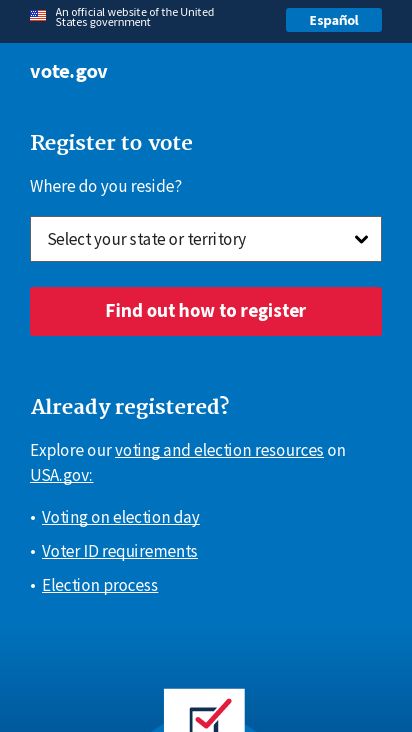 An official website of the United
States government
Español
vote.gov
Register to vote
Where do you reside?
Select your state or territory
Find out how to register
Already registered?
Explore our voting and election resources on
USA.gov:
• Voting on election day
• Voter ID requirements
• Election process